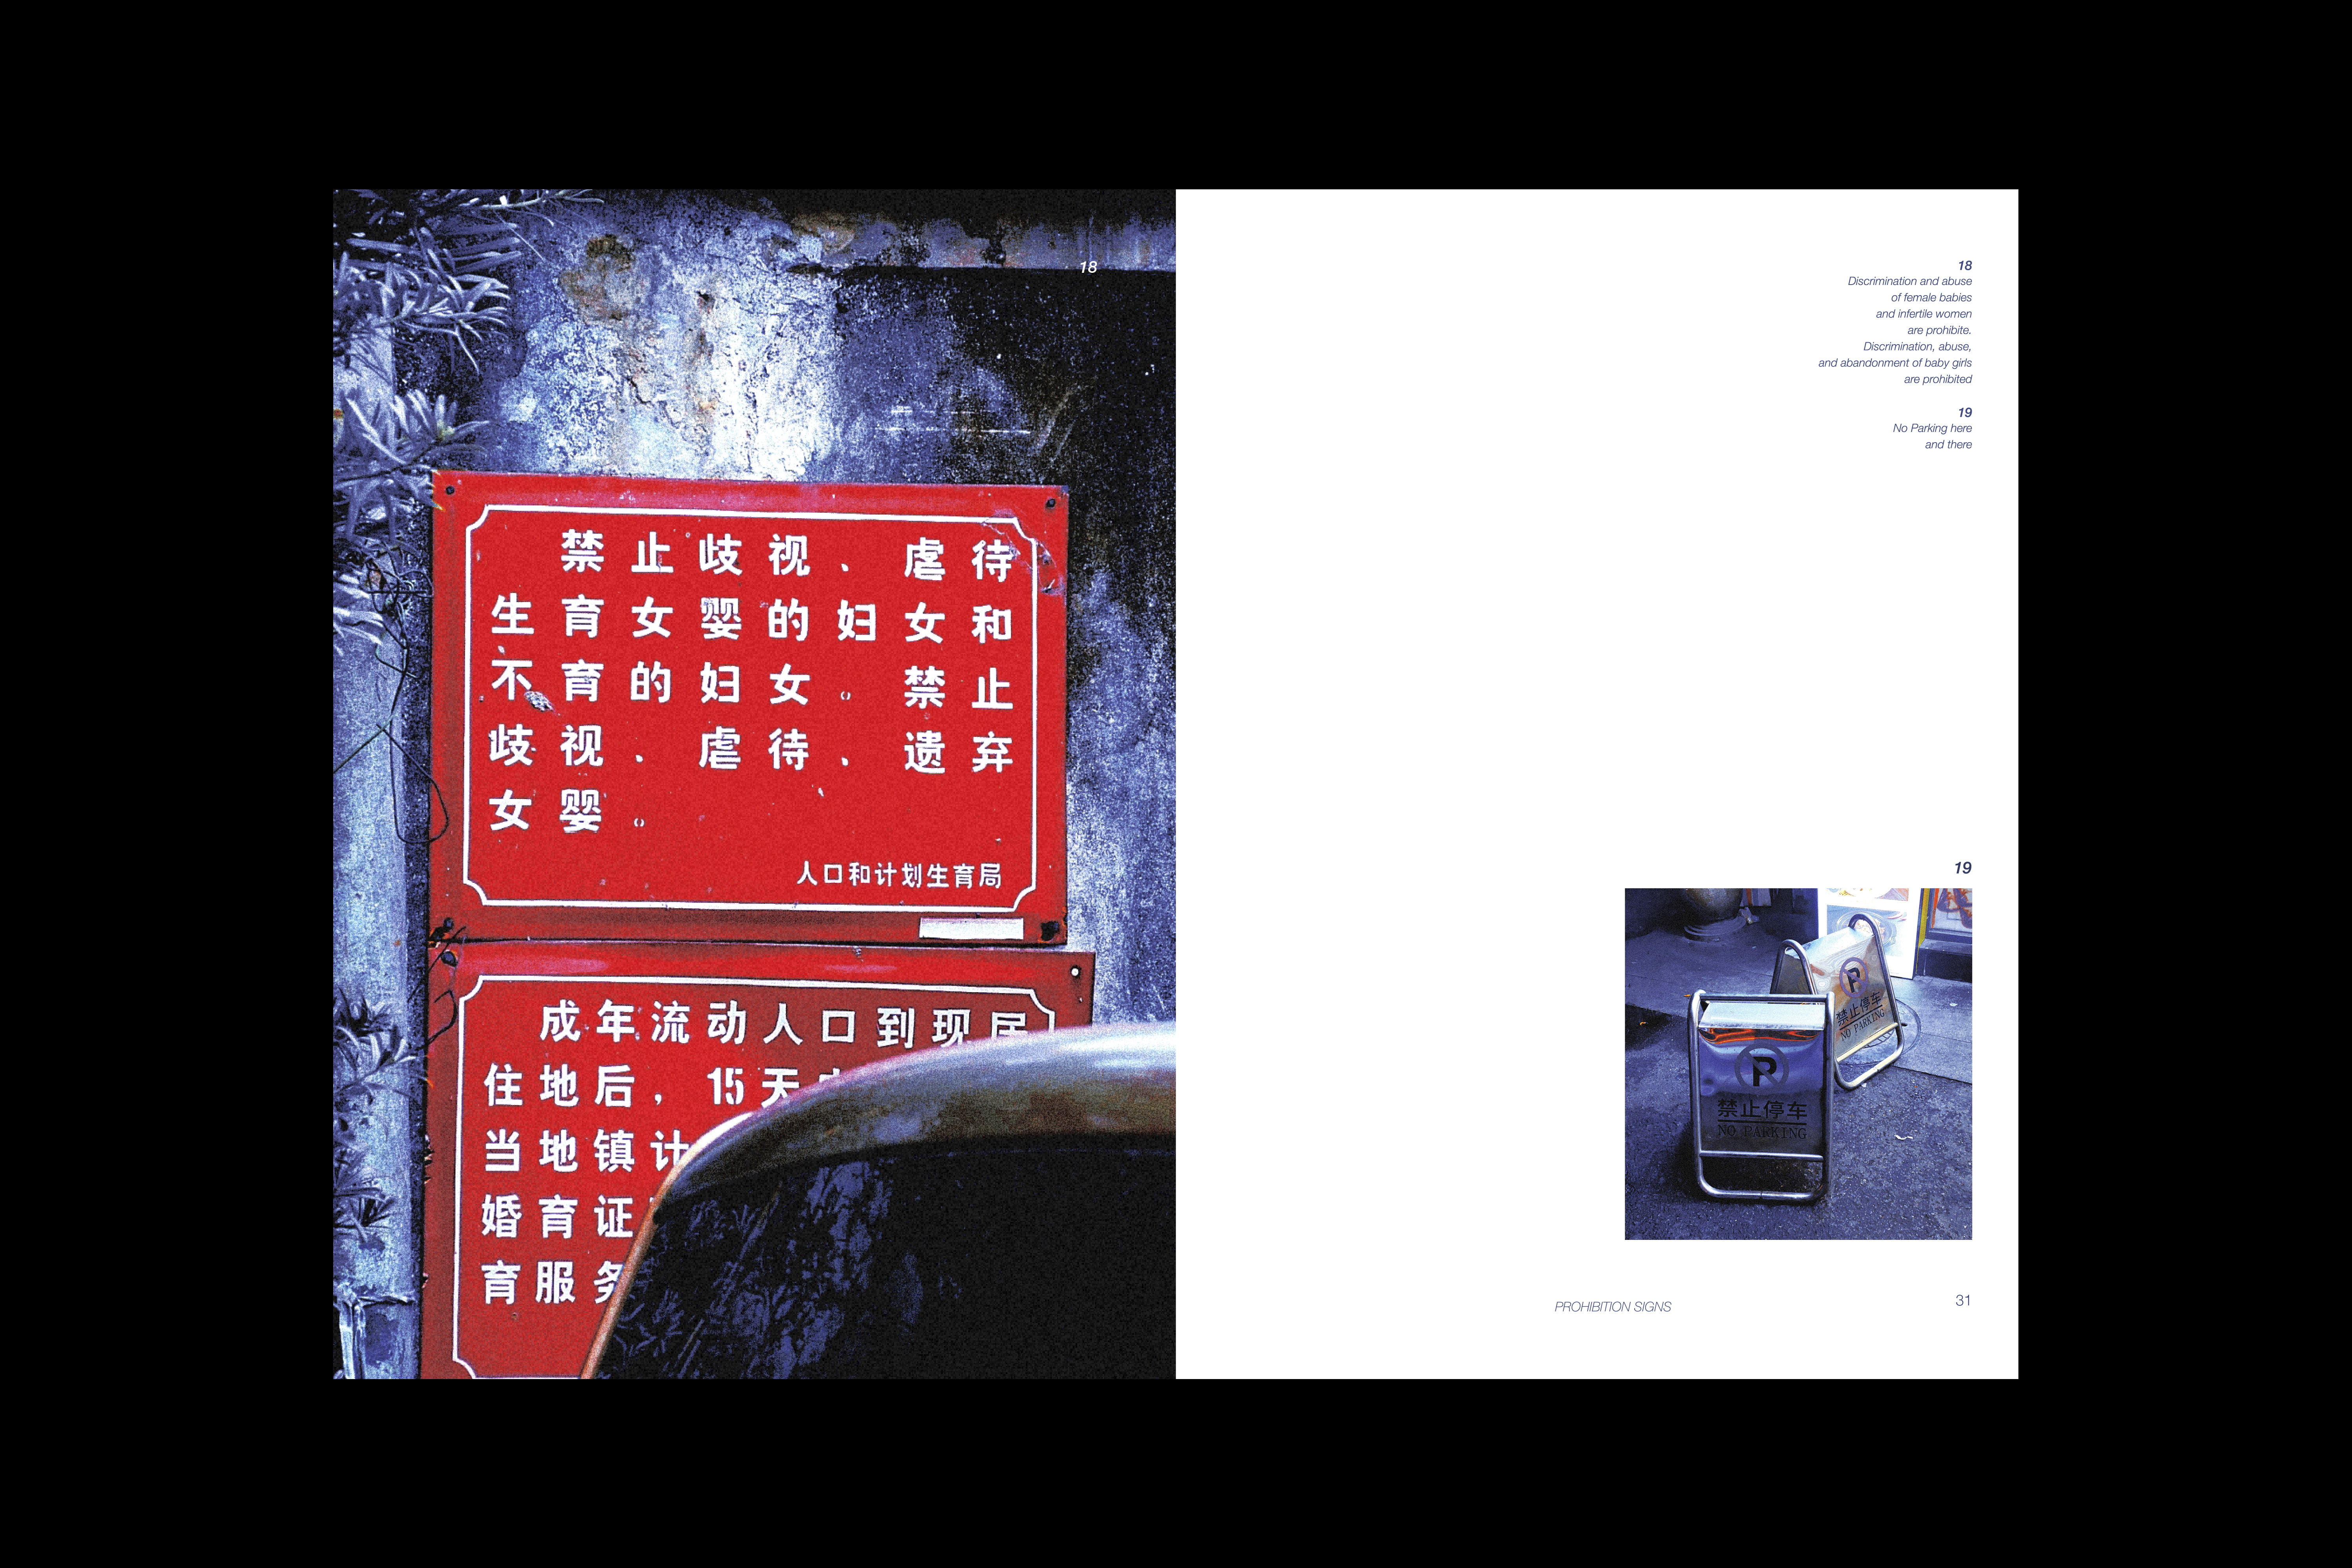 18
禁止歧视、虐待
生育女婴的妇女和
不育的妇女。禁止
歧视、虐待、遗弃
女婴。
人口和计划生育局
成年流动人口到现居
住地后，15天
当地镇计
婚育证
育服务
18
Discrimination and abuse
of female babies
and infertile women
are prohibite.
Discrimination, abuse,
and abandonment of baby girls
are prohibited
19
No Parking here
and there
19
P
禁止停车
NO PARKING
P
禁止停车
NO PARKING
PROHIBITION SIGNS
31